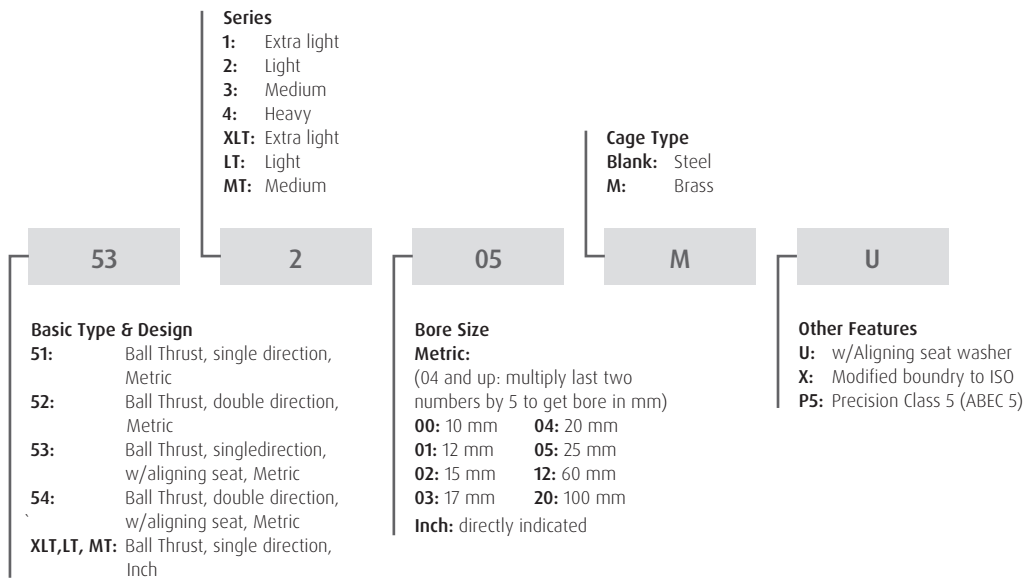 Series
1: Extra light
2: Light
3: Medium
4: Heavy
XLT: Extra light
LT: Light
MT: Medium
Cage Type
Blank: Steel
M: Brass
53 2 05 M U
Basic Type & Design
51: Ball Thrust, single direction,
Metric
52: Ball Thrust, double direction,
Metric
53: Ball Thrust, singledirection,
w/aligning seat, Metric
54: Ball Thrust, double direction,
` w/aligning seat, Metric
XLT,LT, MT: Ball Thrust, single direction,
Inch
Bore Size
Metric:
(04 and up: multiply last two
numbers by 5 to get bore in mm)
00: 10 mm 04: 20 mm
01: 12 mm 05: 25 mm
02: 15 mm 12: 60 mm
03: 17 mm 20: 100 mm
Inch: directly indicated
Other Features
U: w/Aligning seat washer
X: Modified boundry to ISO
P5: Precision Class 5 (ABEC 5)